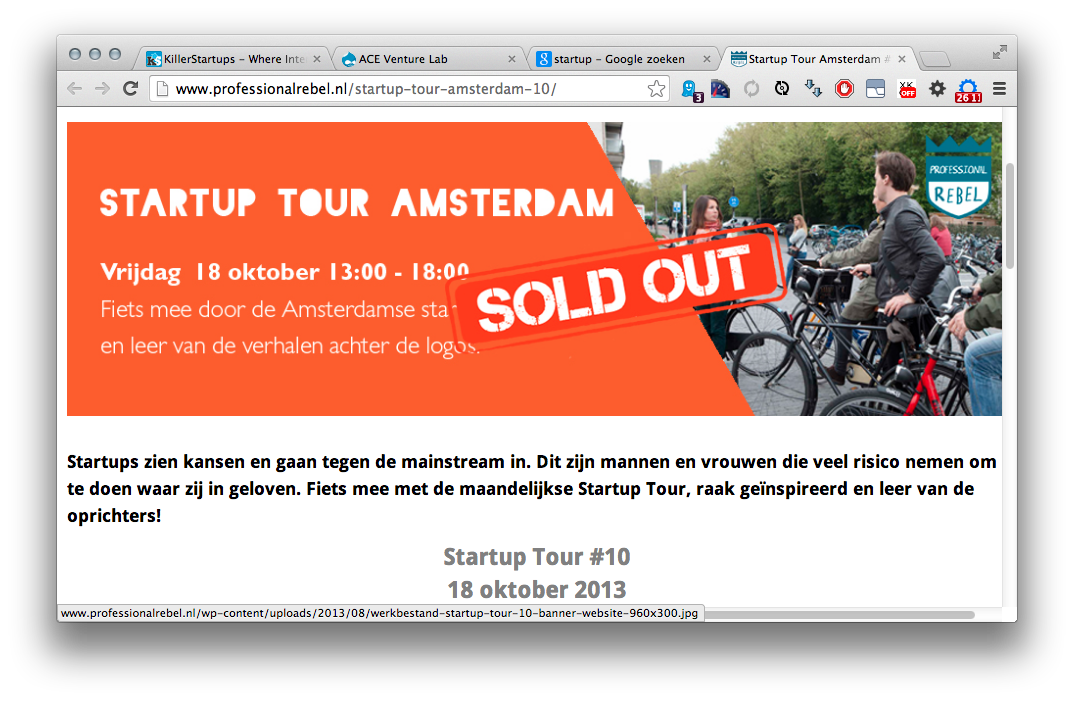 KillerStartups – Where Inte
ACE Venture Lab
startup – Google zoeken
Startup Tour Amsterdam #
www.professionalrebel.nl/startup-tour-amsterdam-10/
3
OFF
26 1)
STARTUP TOUR AMSTERDAM
PROFESSIONAL
REBEL
Vrijdag 18 oktober 13:00 - 18:00
Fiets mee door de Amsterdamse sta
SOLD OUT
en leer van de verhalen achter de logos.
Startups zien kansen en gaan tegen de mainstream in. Dit zijn mannen en vrouwen die veel risico nemen om
te doen waar zij in geloven. Fiets mee met de maandelijkse Startup Tour, raak geïnspireerd en leer van de
oprichters!
Startup Tour #10
18 oktober 2013
www.professionalrebel.nl/wp-content/uploads/2013/08/werkbestand-startup-tour-10-banner-website-960x300.jpg